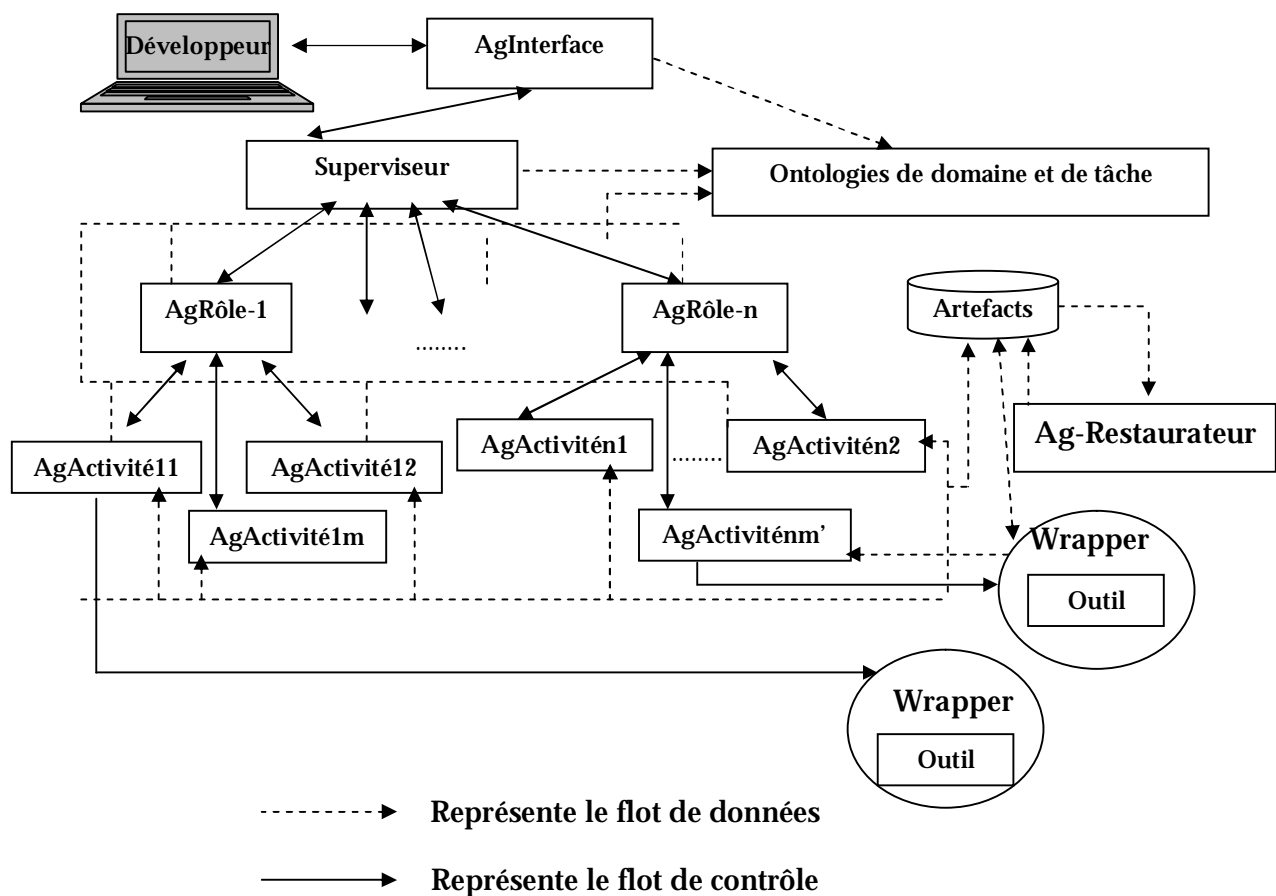 Développeur
AgInterface
Superviseur
Ontologies de domaine et de tâche
AgRôle-1
........
AgRôle-n
Artefacts
AgActivité11
AgActivité12
AgActivitén1
........
AgActivitén2
Ag-Restaurateur
AgActivité1m
AgActiviténm’
Wrapper
Outil
Wrapper
Outil
Représente le flot de données
Représente le flot de contrôle